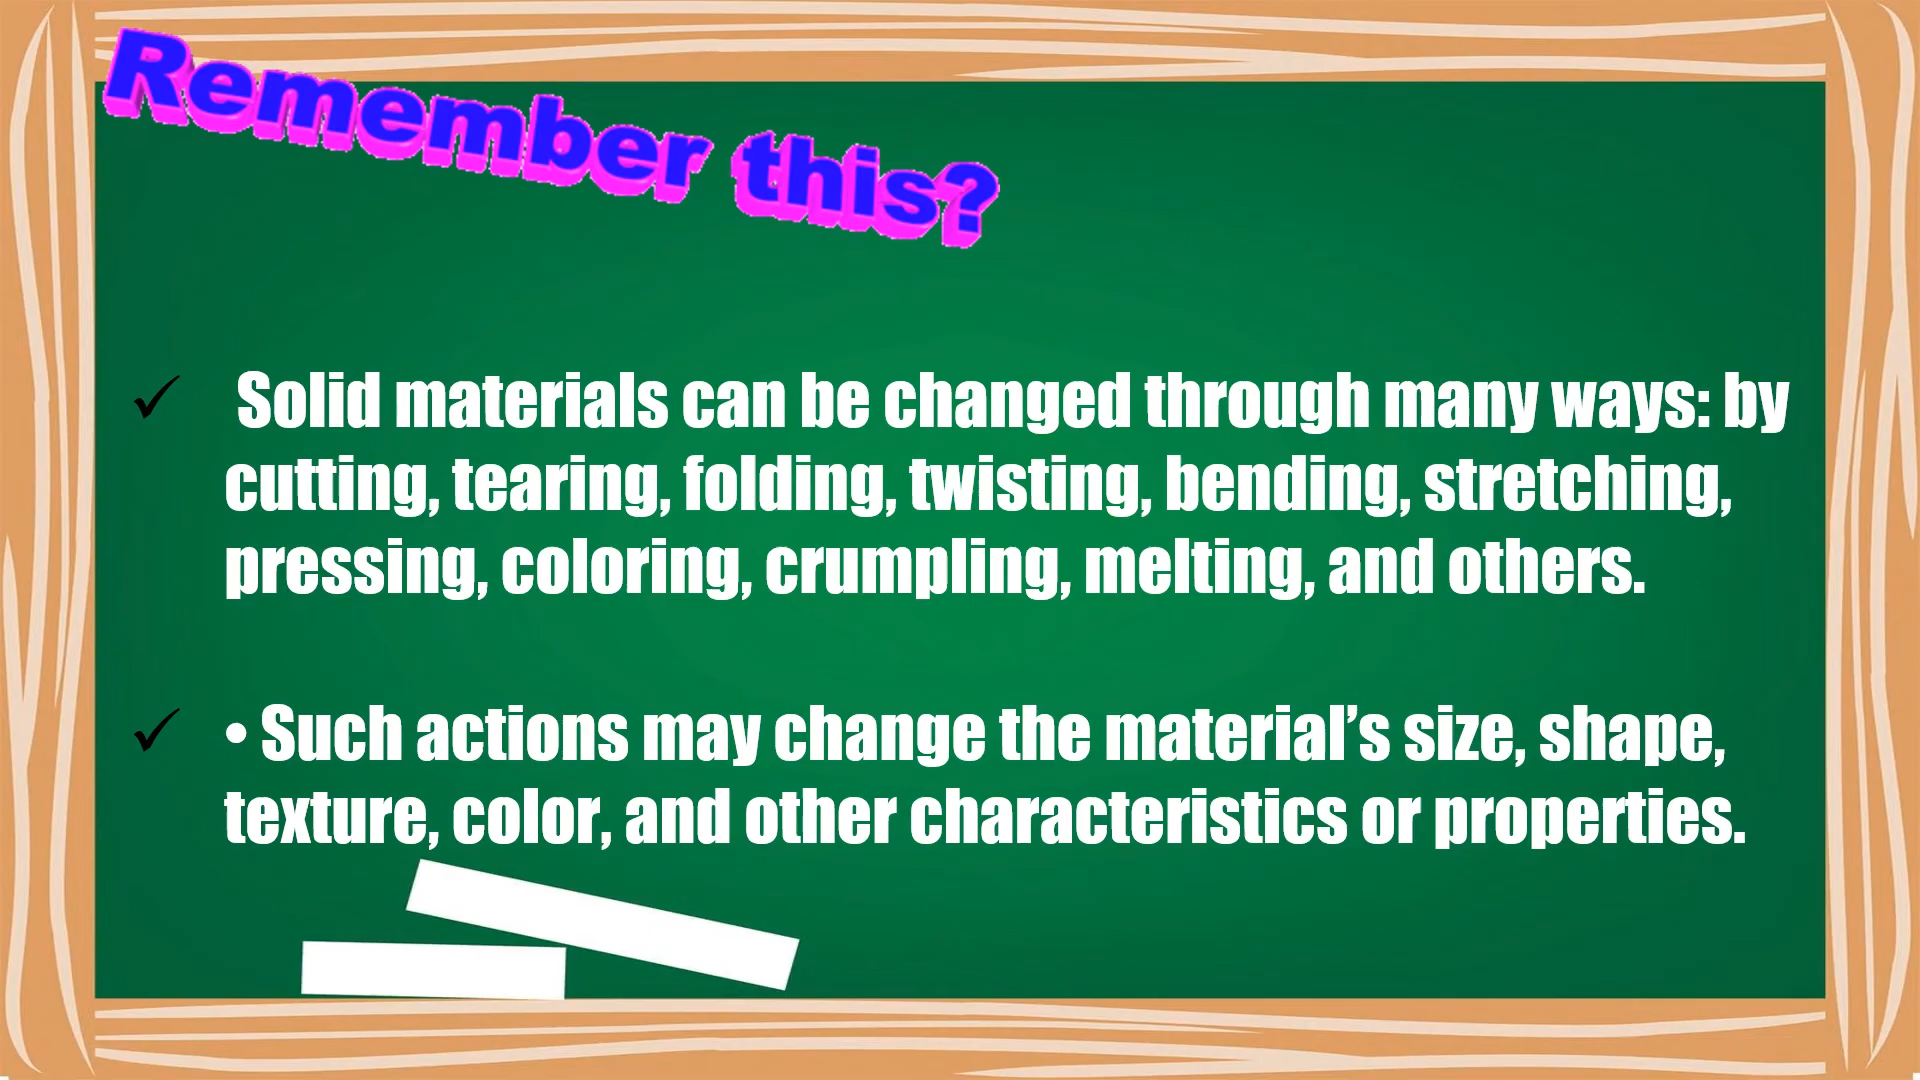 Remember this?
✓ Solid materials can be changed through many ways: by
cutting, tearing, folding, twisting, bending, stretching,
pressing, coloring, crumpling, melting, and others.
✓ • Such actions may change the material’s size, shape,
texture, color, and other characteristics or properties.